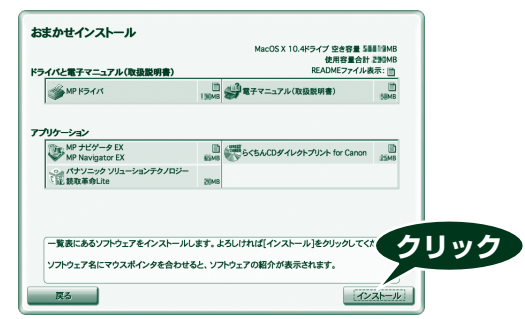 おまかせインストール
MacOS X 10.4ドライブ 空き容量
使用容量合計
READMEファイル表示:
ドライバと電子マニュアル(取扱説明書)
MP ドライバ
電子マニュアル(取扱説明書)
アプリケーション
MP ナビゲータ EX
MP Navigator EX
らくちんCDダイレクトプリント for Canon
25MB
パナソニック ソリューションテクノロジー
読取革命Lite
20MB
一覧表にあるソフトウェアをインストールします。よろしければ[インストール]をクリックしてくだ
ソフトウェア名にマウスポインタを合わせると、ソフトウェアの紹介が表示されます。
クリック
戻る
インストール